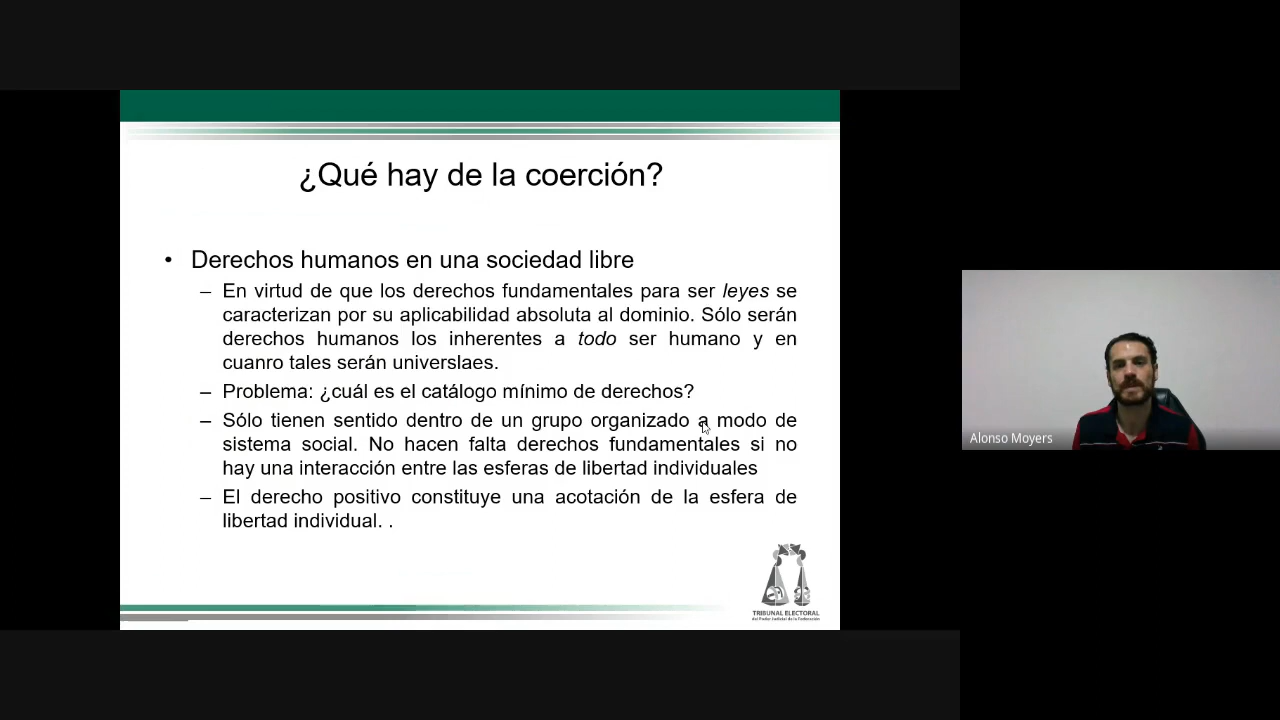 ¿Qué hay de la coerción?
• Derechos humanos en una sociedad libre
– En virtud de que los derechos fundamentales para ser leyes se
caracterizan por su aplicabilidad absoluta al dominio. Sólo serán
derechos humanos los inherentes a todo ser humano y en
cuanro tales serán universlaes.
– Problema: ¿cuál es el catálogo mínimo de derechos?
– Sólo tienen sentido dentro de un grupo organizado a modo de
sistema social. No hacen falta derechos fundamentales si no
hay una interacción entre las esferas de libertad individuales
– El derecho positivo constituye una acotación de la esfera de
libertad individual. .
TRIBUNAL ELECTORAL
del Poder Judicial de la Federación
Alonso Moyers